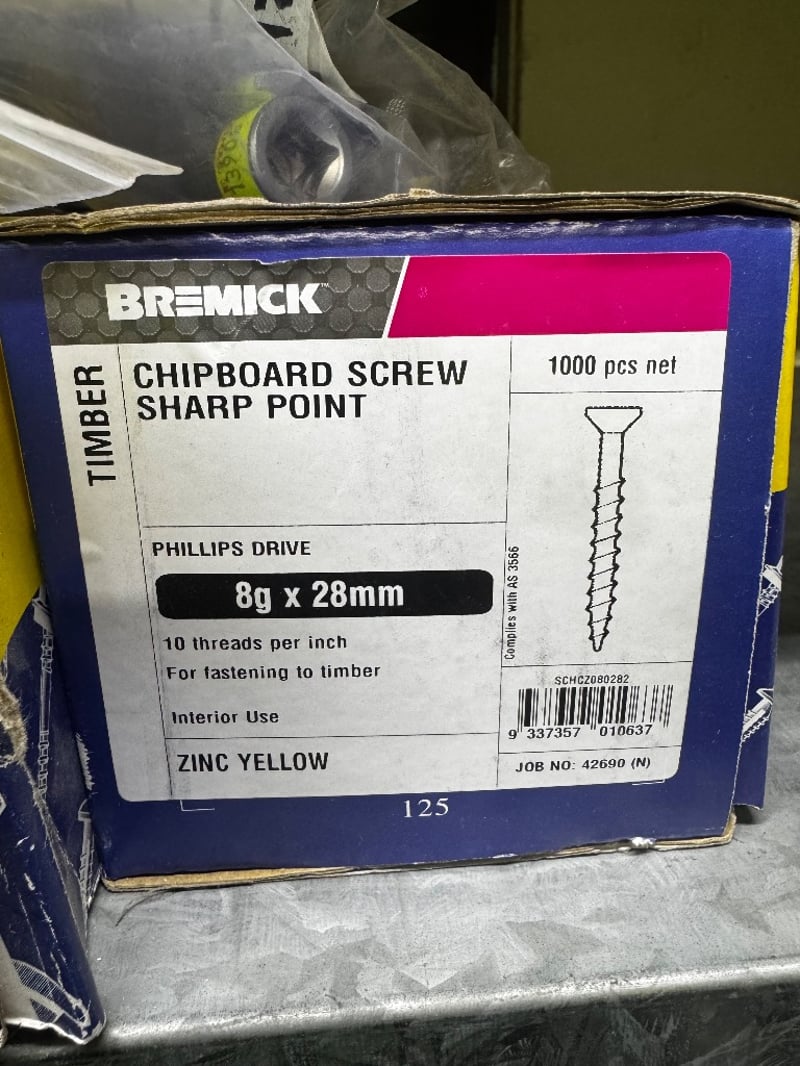 BREMICK™
TIMBER
CHIPBOARD SCREW
SHARP POINT
1000 pcs net
PHILLIPS DRIVE
8g x 28mm
10 threads per inch
For fastening to timber
Interior Use
ZINC YELLOW
Complies with AS 3566
SCHCZ080282
9 337357 010637
JOB NO: 42690 (N)
125